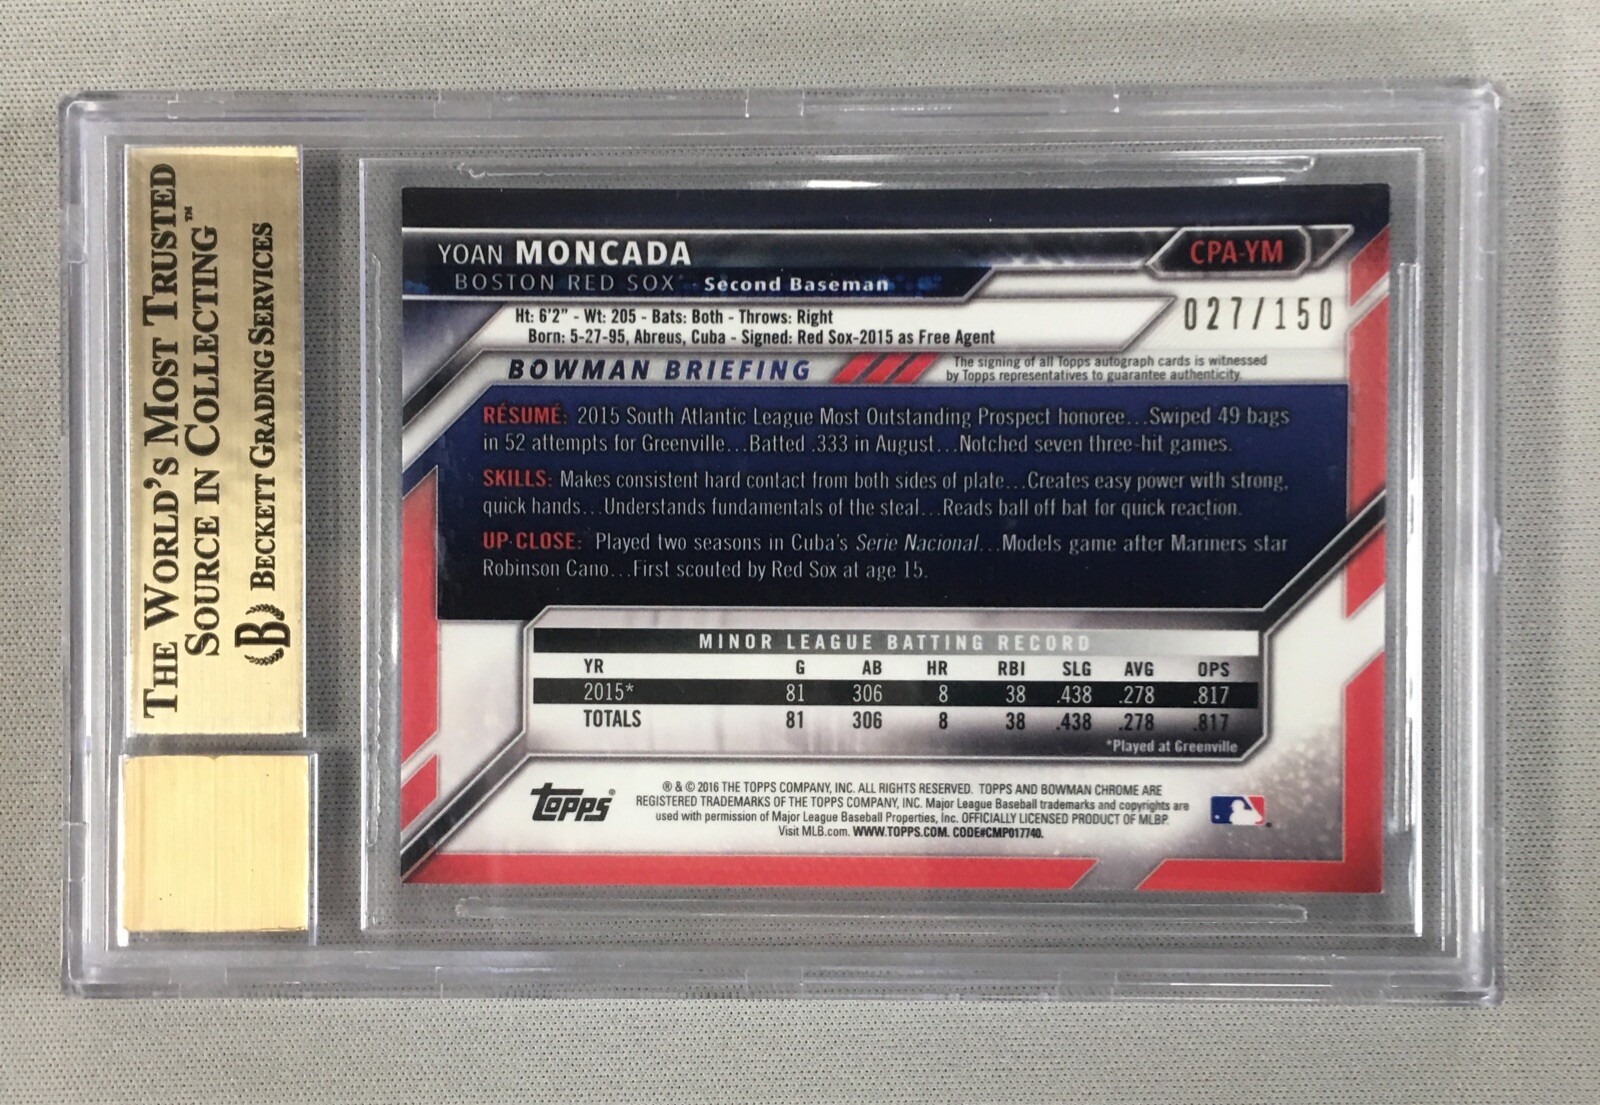 THE WORLD'S MOST TRUSTED
SOURCE IN COLLECTING™
BECKETT GRADING SERVICES
B
YOAN MONCADA
CPA-YM
BOSTON RED SOX® - Second Baseman
027/150
Ht: 6'2" - Wt: 205 - Bats: Both - Throws: Right
Born: 5-27-95, Abreus, Cuba - Signed: Red Sox-2015 as Free Agent
BOWMAN BRIEFING
The signing of all Topps autograph cards is witnessed
by Topps representatives to guarantee authenticity.
RÉSUMÉ: 2015 South Atlantic League Most Outstanding Prospect honoree...Swiped 49 bags
in 52 attempts for Greenville...Batted .333 in August...Notched seven three-hit games.
SKILLS: Makes consistent hard contact from both sides of plate...Creates easy power with strong,
quick hands...Understands fundamentals of the steal...Reads ball off bat for quick reaction.
UP-CLOSE: Played two seasons in Cuba's Serie Nacional...Models game after Mariners star
Robinson Cano...First scouted by Red Sox at age 15.
MINOR LEAGUE BATTING RECORD
YR G AB HR RBI SLG AVG OPS
2015* 81 306 8 38 .438 .278 .817
TOTALS 81 306 8 38 .438 .278 .817
*Played at Greenville
topps®
® & © 2016 THE TOPPS COMPANY, INC. ALL RIGHTS RESERVED. TOPPS AND BOWMAN CHROME ARE
REGISTERED TRADEMARKS OF THE TOPPS COMPANY, INC. Major League Baseball trademarks and copyrights are
used with permission of Major League Baseball Properties, Inc. OFFICIALLY LICENSED PRODUCT OF MLBP.
Visit MLB.com. WWW.TOPPS.COM. CODE#CMP017740.